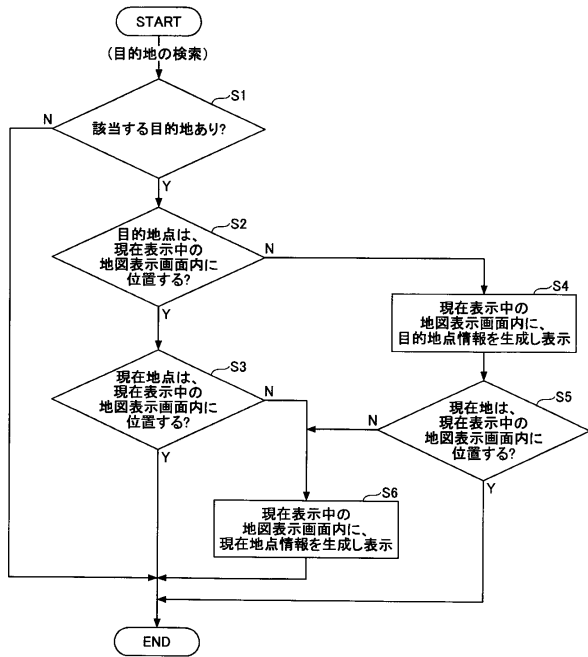 START
(目的地の検索)
S1
N
該当する目的地あり?
Y
S2
目的地点は、
現在表示中の
地図表示画面内に
位置する?
N
Y
S4
現在表示中の
地図表示画面内に、
目的地点情報を生成し表示
S3
現在地点は、
現在表示中の
地図表示画面内に
位置する?
N
Y
S5
現在地は、
現在表示中の
地図表示画面内に
位置する?
N
Y
S6
現在表示中の
地図表示画面内に、
現在地点情報を生成し表示
END